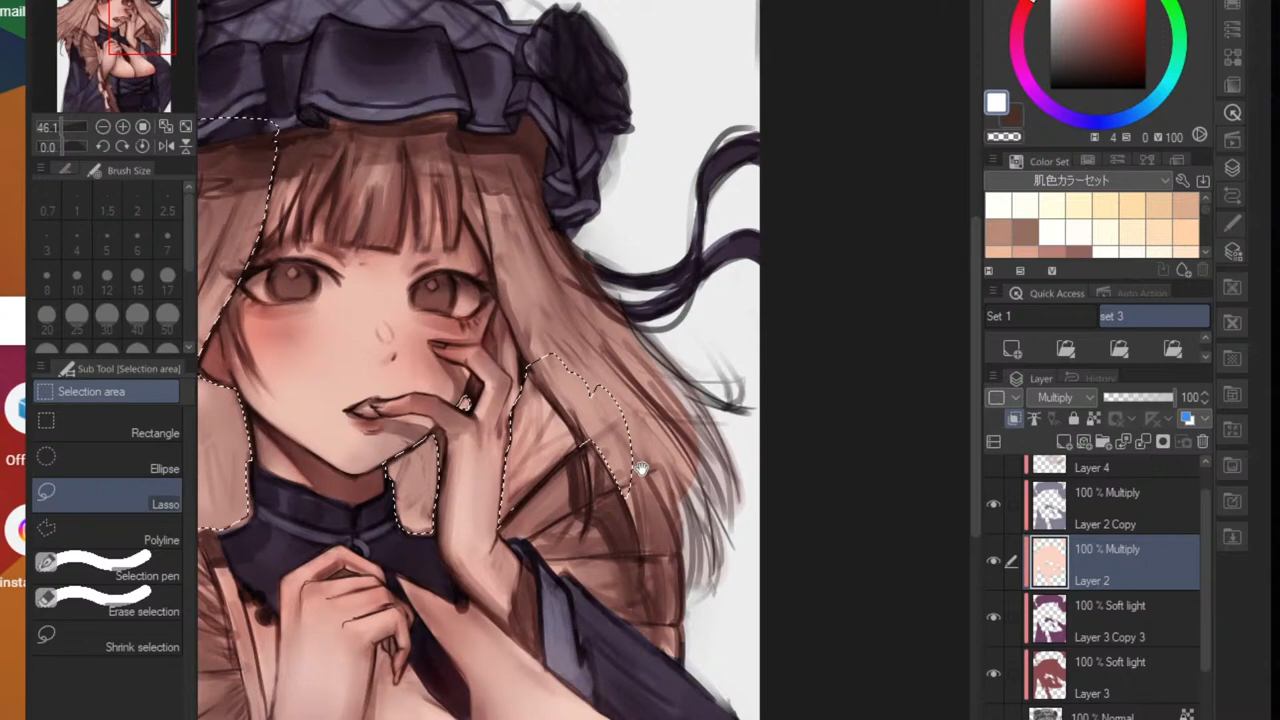 mail
Off
insta
46.1
0.0
Brush Size
0.7 1 1.5 2 2.5
3 4 5 6 7
8 10 12 15 17
20 25 30 40 50
Sub Tool [Selection area]
Selection area
Rectangle
Ellipse
Lasso
Polyline
Selection pen
Erase selection
Shrink selection
H 4 S 0 V 100
Color Set
肌色カラーセット
H S V
Quick Access Auto Action
Set 1 set 3
Layer History
Multiply 100
Layer 4
100 % Multiply
Layer 2 Copy
100 % Multiply
Layer 2
100 % Soft light
Layer 3 Copy 3
100 % Soft light
Layer 3
100 % Normal